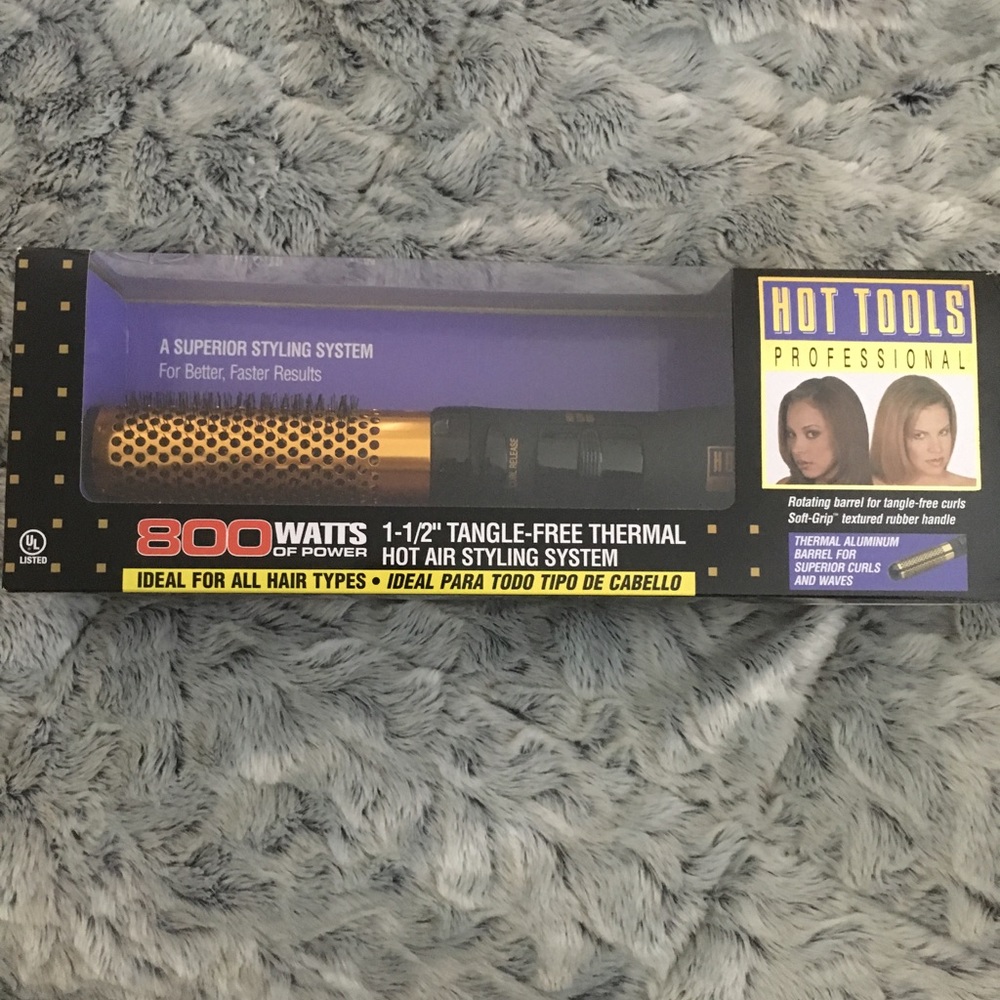 A SUPERIOR STYLING SYSTEM
For Better, Faster Results
RELEASE
800 WATTS
OF POWER
1-1/2" TANGLE-FREE THERMAL
HOT AIR STYLING SYSTEM
IDEAL FOR ALL HAIR TYPES • IDEAL PARA TODO TIPO DE CABELLO
UL
LISTED
HOT TOOLS®
PROFESSIONAL
Rotating barrel for tangle-free curls
Soft-Grip™ textured rubber handle
THERMAL ALUMINUM
BARREL FOR
SUPERIOR CURLS
AND WAVES